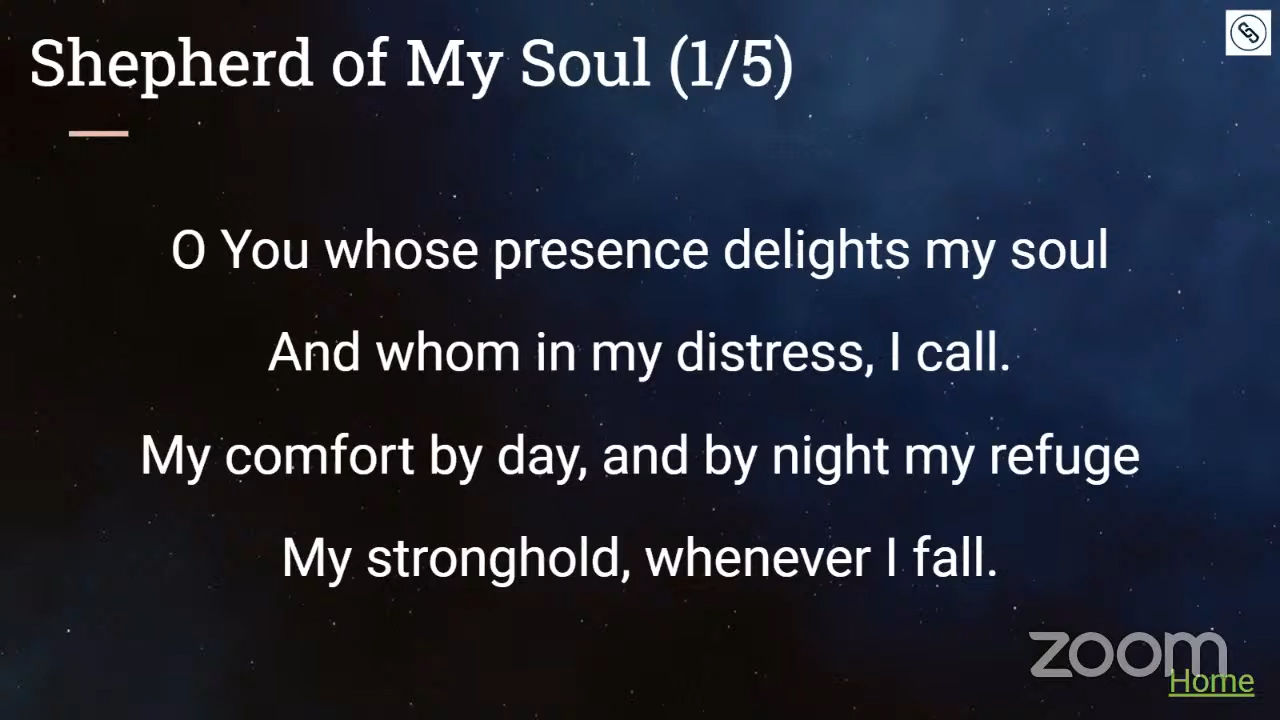 Shepherd of My Soul (1/5)
O You whose presence delights my soul
And whom in my distress, I call.
My comfort by day, and by night my refuge
My stronghold, whenever I fall.
zoom
Home